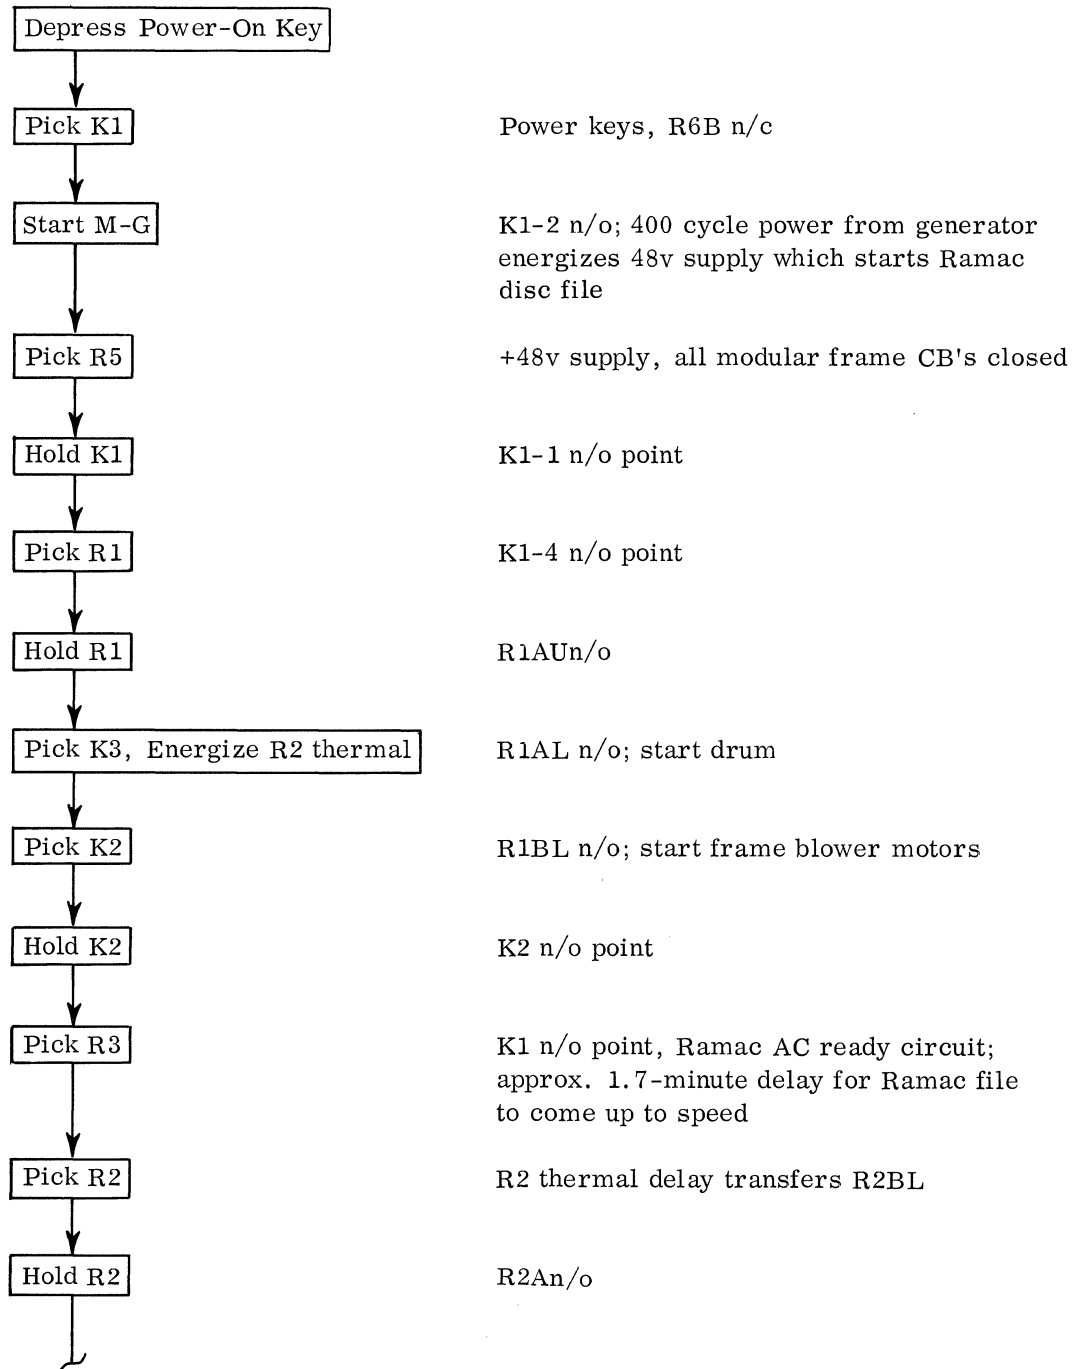 Depress Power-On Key
Pick K1
Power keys, R6B n/c
Start M-G
K1-2 n/o; 400 cycle power from generator
energizes 48v supply which starts Ramac
disc file
Pick R5
+48v supply, all modular frame CB's closed
Hold K1
K1-1 n/o point
Pick R1
K1-4 n/o point
Hold R1
R1AUn/o
Pick K3, Energize R2 thermal
R1AL n/o; start drum
Pick K2
R1BL n/o; start frame blower motors
Hold K2
K2 n/o point
Pick R3
K1 n/o point, Ramac AC ready circuit;
approx. 1.7-minute delay for Ramac file
to come up to speed
Pick R2
R2 thermal delay transfers R2BL
Hold R2
R2An/o